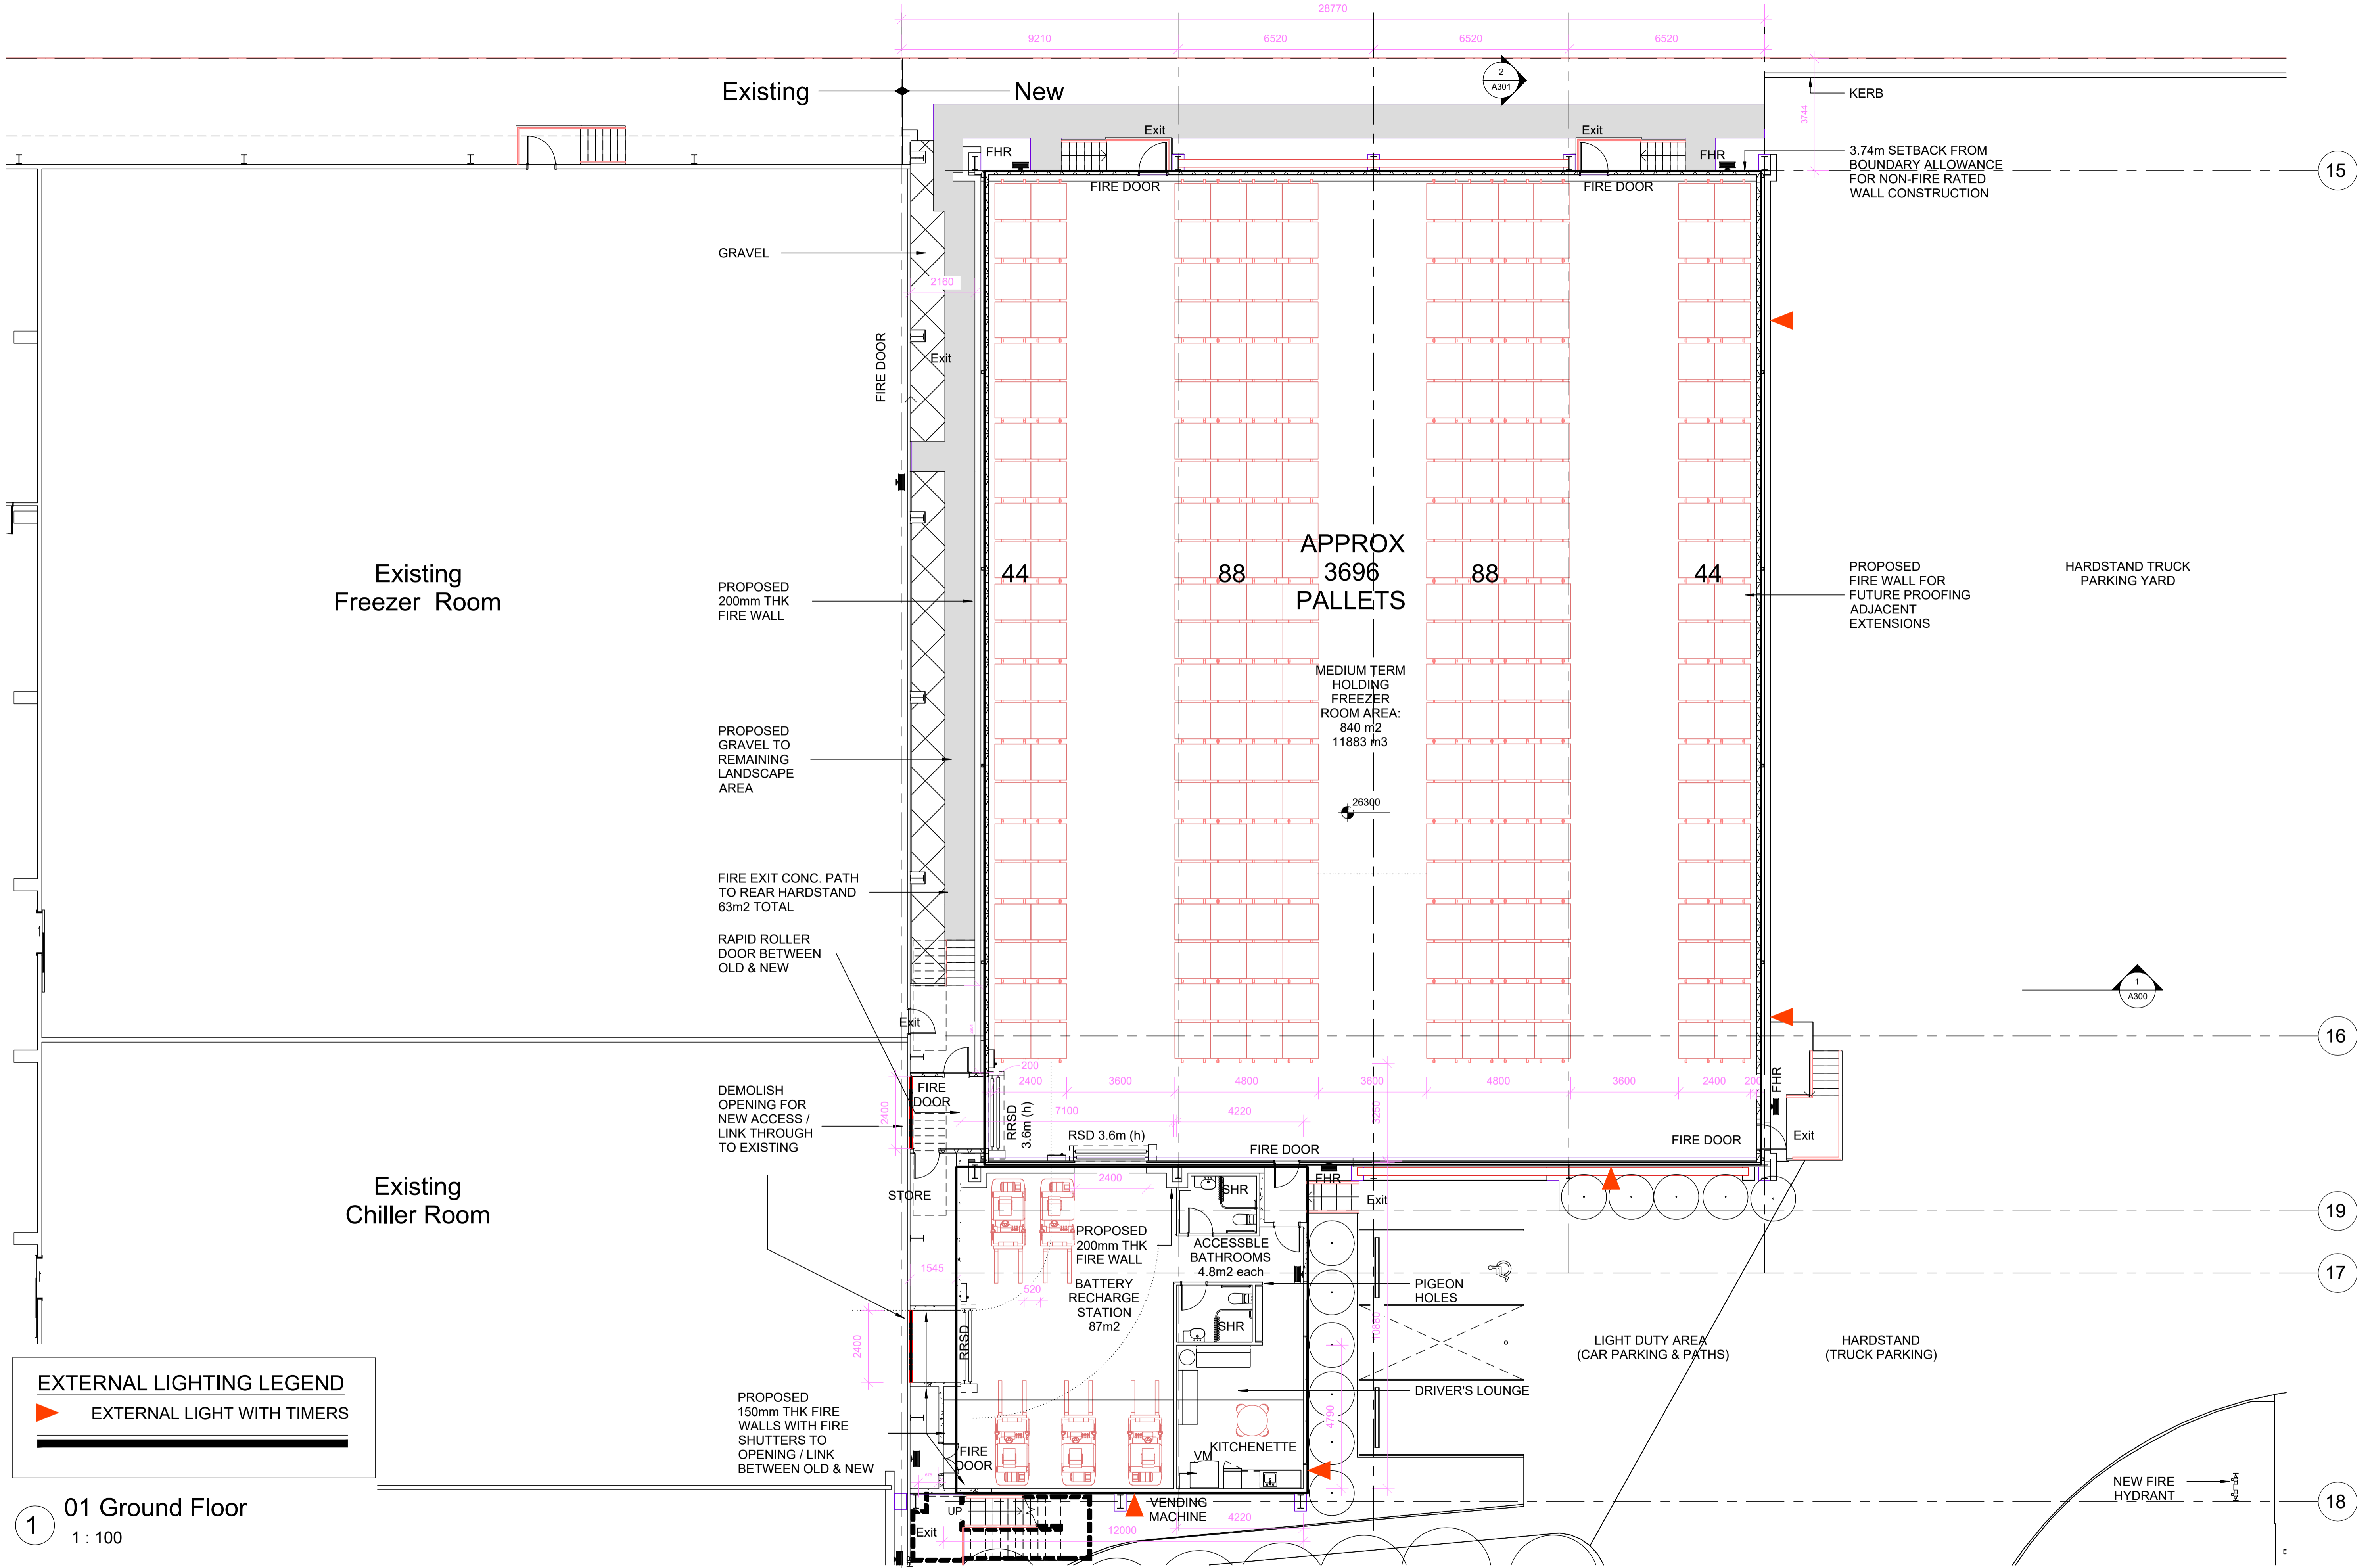 28770
9210
6520
6520
6520
Existing
New
2
A301
KERB
3744
Exit
Exit
FHR
FHR
FIRE DOOR
FIRE DOOR
3.74m SETBACK FROM
BOUNDARY ALLOWANCE
FOR NON-FIRE RATED
WALL CONSTRUCTION
15
GRAVEL
2160
FIRE DOOR
Exit
APPROX
3696
PALLETS
44
88
88
44
Existing
Freezer Room
PROPOSED
200mm THK
FIRE WALL
PROPOSED
FIRE WALL FOR
FUTURE PROOFING
ADJACENT
EXTENSIONS
HARDSTAND TRUCK
PARKING YARD
MEDIUM TERM
HOLDING
FREEZER
ROOM AREA:
840 m2
11883 m3
PROPOSED
GRAVEL TO
REMAINING
LANDSCAPE
AREA
26300
FIRE EXIT CONC. PATH
TO REAR HARDSTAND
63m2 TOTAL
RAPID ROLLER
DOOR BETWEEN
OLD & NEW
1
A300
Exit
16
200
2400
3600
4800
3600
4800
3600
2400
200
FIRE
DOOR
2400
RRSD
3.6m (h)
7100
4220
3250
FHR
DEMOLISH
OPENING FOR
NEW ACCESS /
LINK THROUGH
TO EXISTING
RSD 3.6m (h)
FIRE DOOR
FIRE DOOR
Exit
Existing
Chiller Room
STORE
2400
SHR
FHR
Exit
19
PROPOSED
200mm THK
FIRE WALL
ACCESSBLE
BATHROOMS
4.8m2 each
1545
520
BATTERY
RECHARGE
STATION
87m2
PIGEON
HOLES
17
SHR
RRSD
2400
10880
LIGHT DUTY AREA
(CAR PARKING & PATHS)
HARDSTAND
(TRUCK PARKING)
EXTERNAL LIGHTING LEGEND
EXTERNAL LIGHT WITH TIMERS
PROPOSED
150mm THK FIRE
WALLS WITH FIRE
SHUTTERS TO
OPENING / LINK
BETWEEN OLD & NEW
DRIVER'S LOUNGE
4790
KITCHENETTE
VM
FIRE
DOOR
NEW FIRE
HYDRANT
18
1
01 Ground Floor
1 : 100
UP
Exit
VENDING
MACHINE
4220
12000